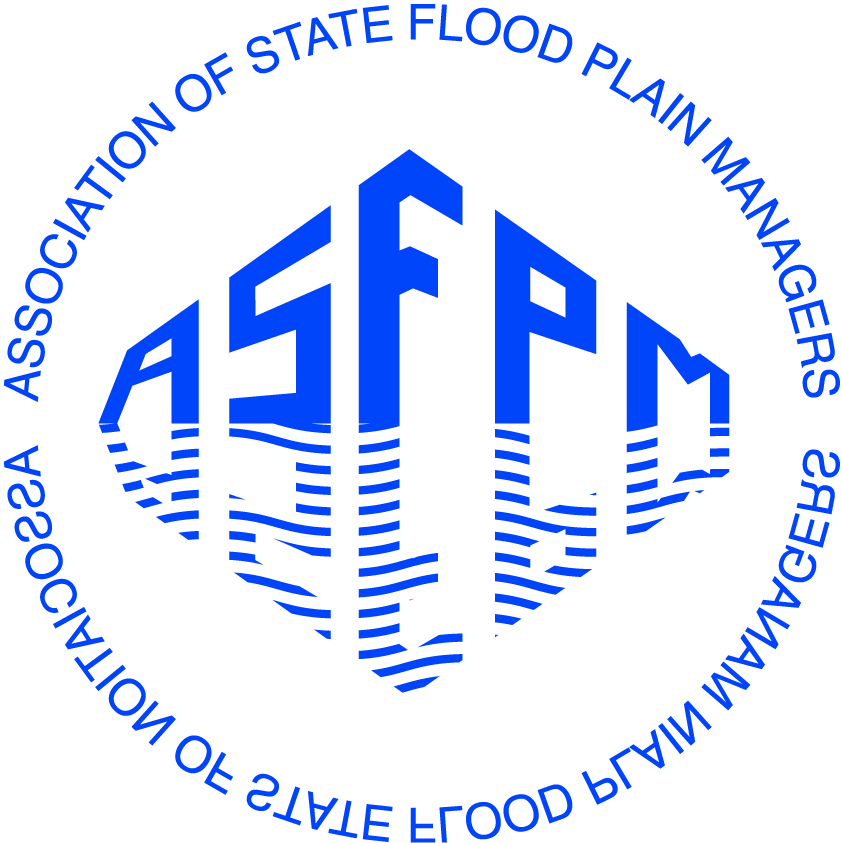 ASSOCIATION OF STATE FLOOD PLAIN MANAGERS
ASFPM
ASSOCIATION OF STATE FLOOD PLAIN MANAGERS